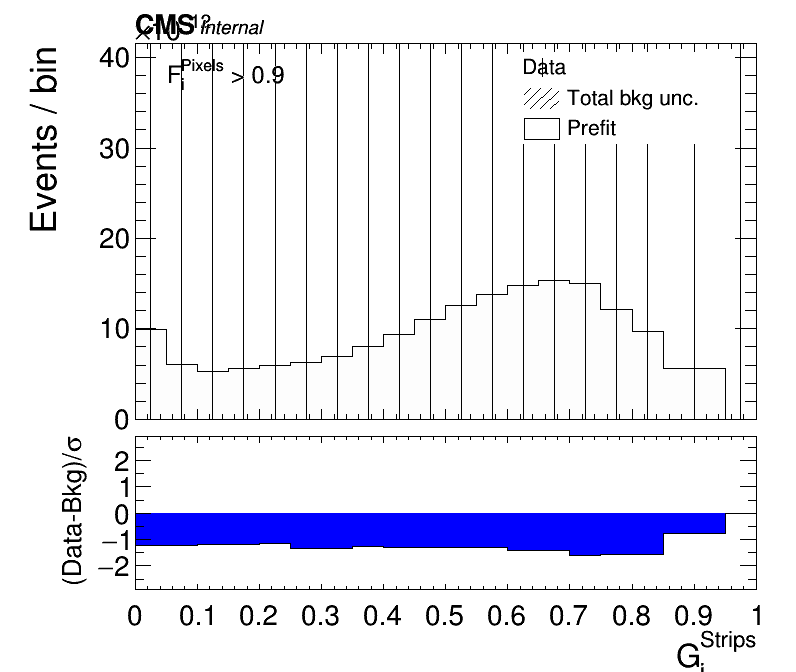 CMS Internal
×10¹²
40
F_i^Pixels > 0.9
Data
Total bkg unc.
Prefit
30
20
10
0
Events / bin
2
1
0
−1
−2
(Data-Bkg)/σ
0 0.1 0.2 0.3 0.4 0.5 0.6 0.7 0.8 0.9 1
G_i^Strips